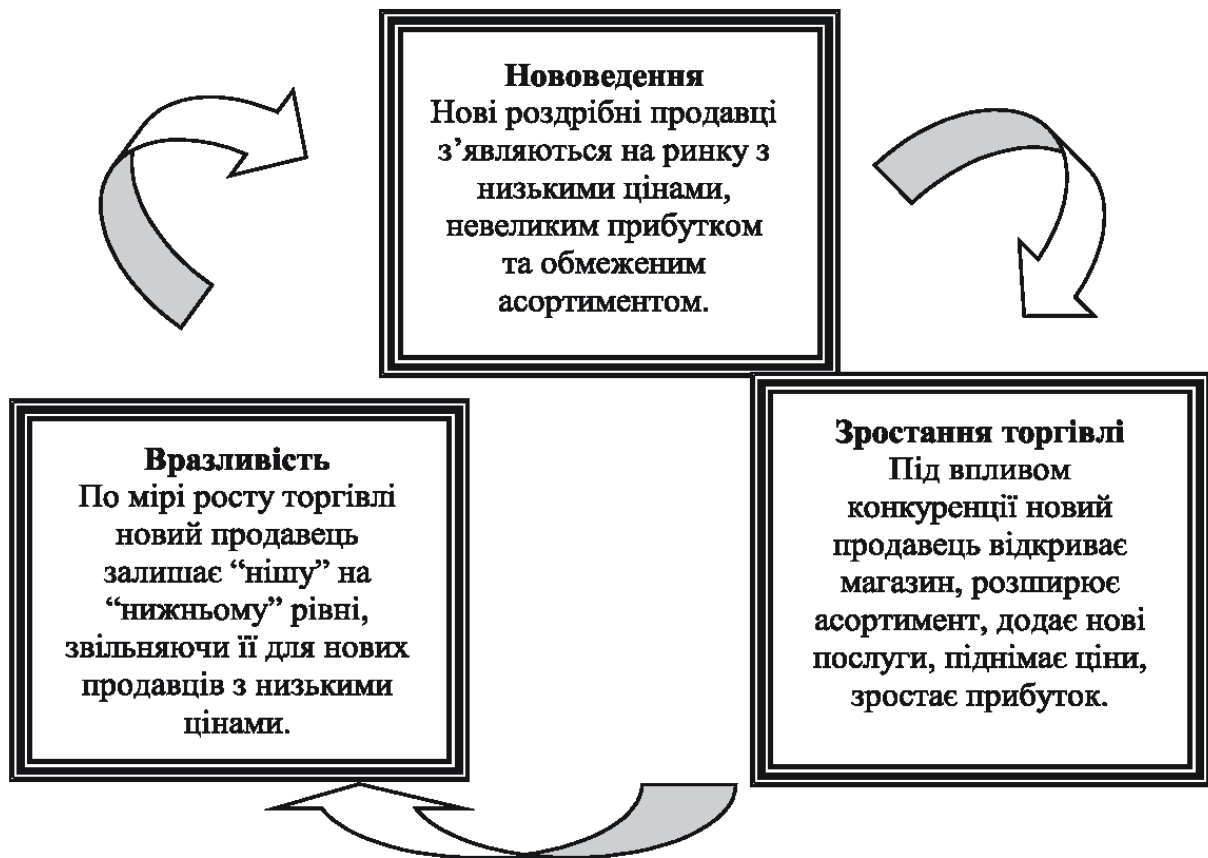 Нововедення
Нові роздрібні продавці
з’являються на ринку з
низькими цінами,
невеликим прибутком
та обмеженим
асортиментом.
Зростання торгівлі
Під впливом
конкуренції новий
продавець відкриває
магазин, розширює
асортимент, додає нові
послуги, піднімає ціни,
зростає прибуток.
Вразливість
По мірі росту торгівлі
новий продавець
залишає “нішу” на
“нижньому” рівні,
звільняючи її для нових
продавців з низькими
цінами.